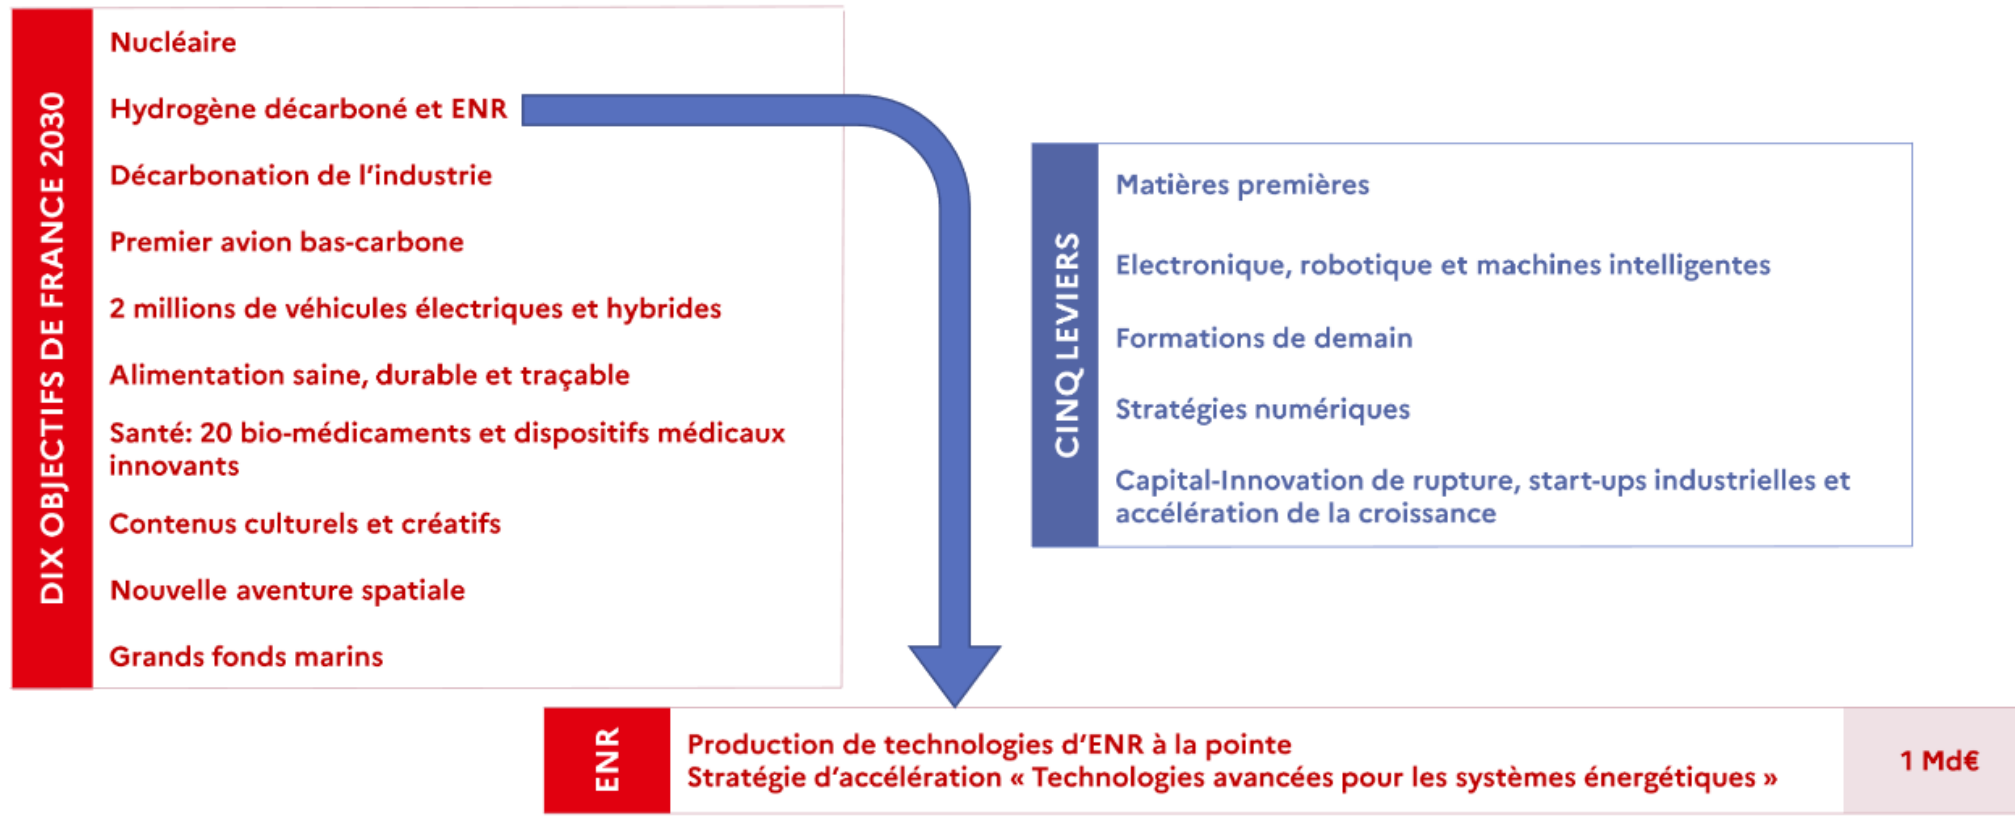 DIX OBJECTIFS DE FRANCE 2030
Nucléaire
Hydrogène décarboné et ENR
Décarbonation de l'industrie
Premier avion bas-carbone
2 millions de véhicules électriques et hybrides
Alimentation saine, durable et traçable
Santé: 20 bio-médicaments et dispositifs médicaux
innovants
Contenus culturels et créatifs
Nouvelle aventure spatiale
Grands fonds marins
CINQ LEVIERS
Matières premières
Electronique, robotique et machines intelligentes
Formations de demain
Stratégies numériques
Capital-Innovation de rupture, start-ups industrielles et
accélération de la croissance
ENR
Production de technologies d'ENR à la pointe
Stratégie d'accélération « Technologies avancées pour les systèmes énergétiques »
1 Md€